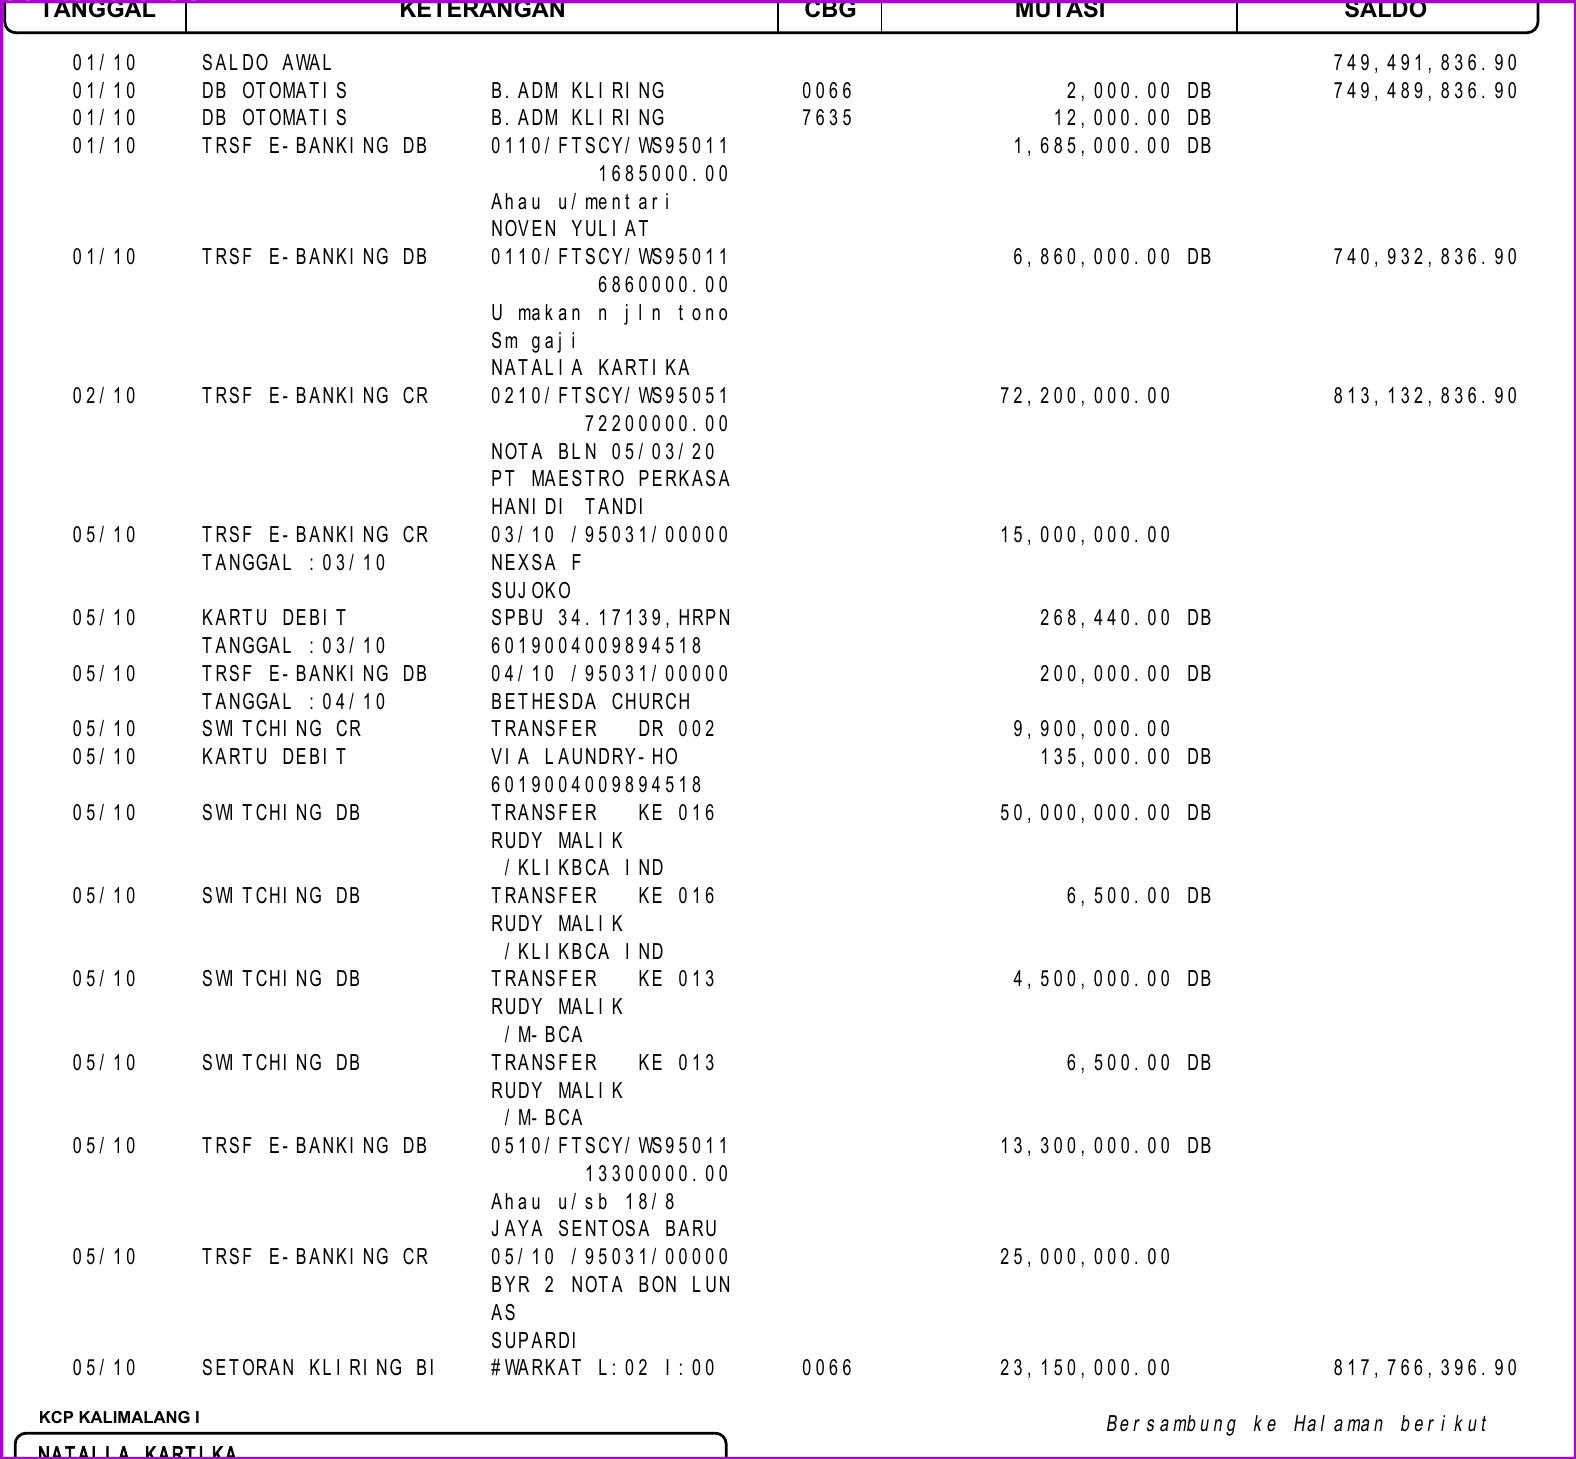 TANGGAL KETERANGAN CBG MUTASI SALDO
01/10 SALDO AWAL 749,491,836.90
01/10 DB OTOMATIS B.ADM KLIRING 0066 2,000.00 DB 749,489,836.90
01/10 DB OTOMATIS B.ADM KLIRING 7635 12,000.00 DB
01/10 TRSF E-BANKING DB 0110/FTSCY/WS95011 1,685,000.00 DB
1685000.00
Ahau u/mentari
NOVEN YULIAT
01/10 TRSF E-BANKING DB 0110/FTSCY/WS95011 6,860,000.00 DB 740,932,836.90
6860000.00
U makan n jln tono
Sm gaji
NATALIA KARTIKA
02/10 TRSF E-BANKING CR 0210/FTSCY/WS95051 72,200,000.00 813,132,836.90
72200000.00
NOTA BLN 05/03/20
PT MAESTRO PERKASA
HANIDI TANDI
05/10 TRSF E-BANKING CR 03/10 /95031/00000 15,000,000.00
TANGGAL :03/10 NEXSA F
SUJOKO
05/10 KARTU DEBIT SPBU 34.17139,HRPN 268,440.00 DB
TANGGAL :03/10 6019004009894518
05/10 TRSF E-BANKING DB 04/10 /95031/00000 200,000.00 DB
TANGGAL :04/10 BETHESDA CHURCH
05/10 SWITCHING CR TRANSFER DR 002 9,900,000.00
05/10 KARTU DEBIT VIA LAUNDRY-HO 135,000.00 DB
6019004009894518
05/10 SWITCHING DB TRANSFER KE 016 50,000,000.00 DB
RUDY MALIK
/KLIKBCA IND
05/10 SWITCHING DB TRANSFER KE 016 6,500.00 DB
RUDY MALIK
/KLIKBCA IND
05/10 SWITCHING DB TRANSFER KE 013 4,500,000.00 DB
RUDY MALIK
/M-BCA
05/10 SWITCHING DB TRANSFER KE 013 6,500.00 DB
RUDY MALIK
/M-BCA
05/10 TRSF E-BANKING DB 0510/FTSCY/WS95011 13,300,000.00 DB
13300000.00
Ahau u/sb 18/8
JAYA SENTOSA BARU
05/10 TRSF E-BANKING CR 05/10 /95031/00000 25,000,000.00
BYR 2 NOTA BON LUN
AS
SUPARDI
05/10 SETORAN KLIRING BI #WARKAT L:02 I:00 0066 23,150,000.00 817,766,396.90
KCP KALIMALANG I
Bersambung ke Halaman berikut
NATALIA KARTIKA